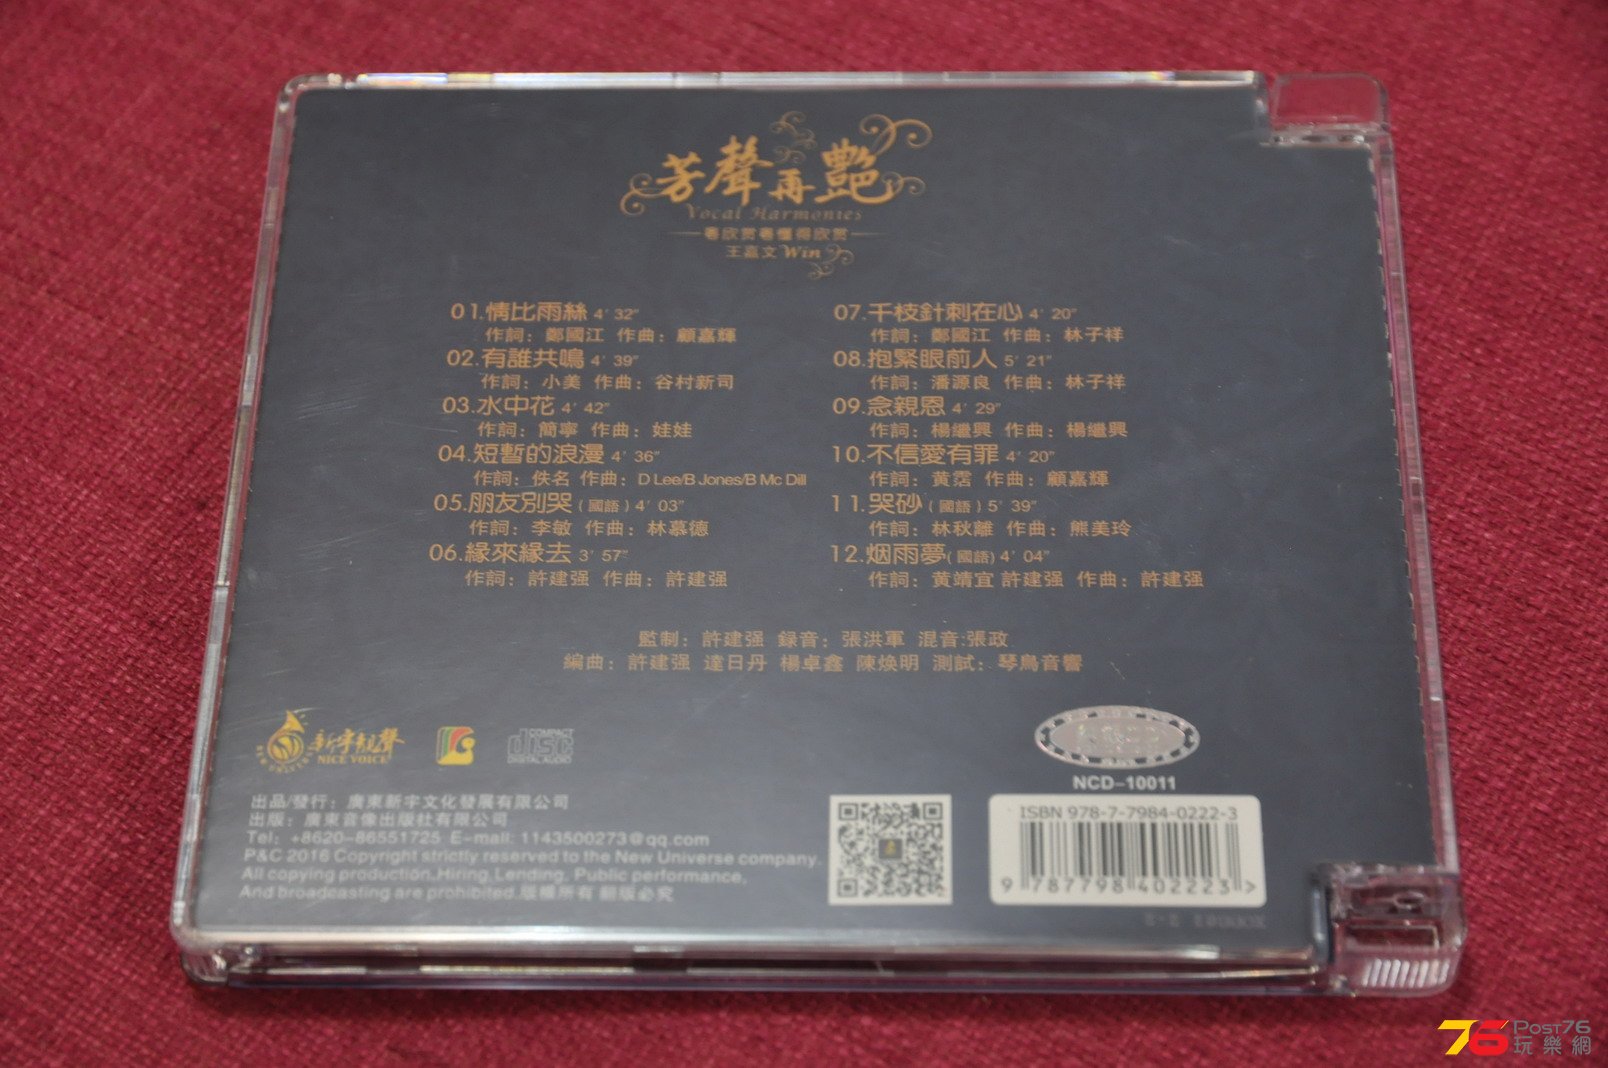 芳聲再艷
Vocal Harmonies
粵欣赏粵懂得欣赏
王嘉文 Win
01.情比雨絲 4' 32"
作詞：鄭國江 作曲：顧嘉輝
02.有誰共鳴 4' 39"
作詞：小美 作曲：谷村新司
03.水中花 4' 42"
作詞：簡寧 作曲：娃娃
04.短暫的浪漫 4' 36"
作詞：佚名 作曲：D Lee/B Jones/B Mc Dill
05.朋友別哭（國語）4' 03"
作詞：李敏 作曲：林慕德
06.緣來緣去 3' 57"
作詞：許建强 作曲：許建强
07.千枝針刺在心 4' 20"
作詞：鄭國江 作曲：林子祥
08.抱緊眼前人 5' 21"
作詞：潘源良 作曲：林子祥
09.念親恩 4' 29"
作詞：楊繼興 作曲：楊繼興
10.不信愛有罪 4' 20"
作詞：黄霑 作曲：顧嘉輝
11.哭砂（國語）5' 39"
作詞：林秋離 作曲：熊美玲
12.烟雨夢(國語) 4' 04"
作詞：黄靖宜 許建强 作曲：許建强
監制：許建强 録音：張洪軍 混音:張政
編曲：許建强 達日丹 楊卓鑫 陳焕明 測試：琴鳥音響
新宇靚聲
NICE VOICE
COMPACT
disc
DIGITAL AUDIO
NCD-10011
出品/發行：廣東新宇文化發展有限公司
出版：廣東音像出版社有限公司
Tel：+8620-86551725 E-mail: 1143500273@qq.com
P&C 2016 Copyright strictly reserved to the New Universe company.
All copying production.Hiring,Lending, Public performance,
And broadcasting are prohibited.版權所有 翻版必究
ISBN 978-7-7984-0222-3
9 787798 402223 >
76 POST76
玩樂網